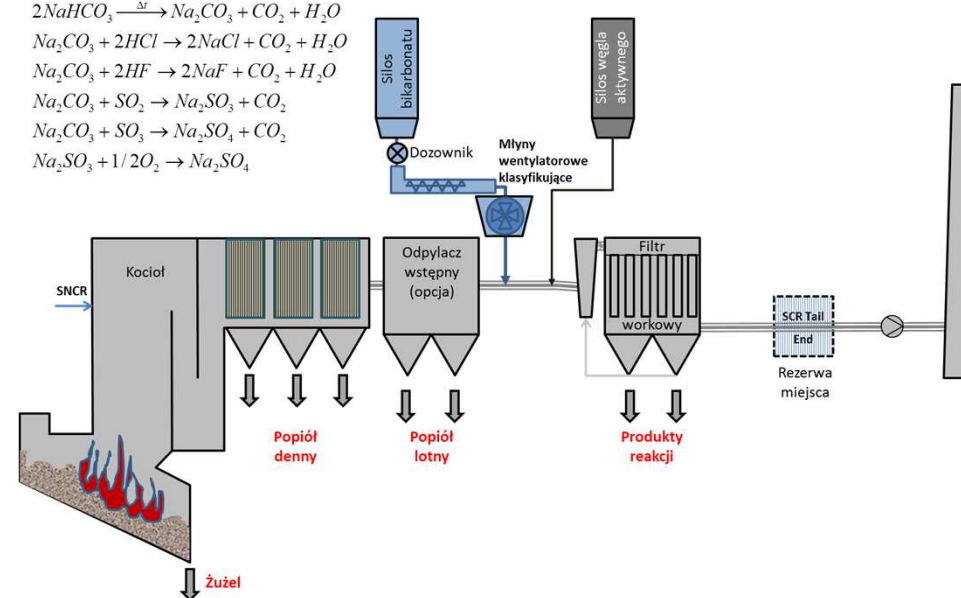 2NaHCO₃ —Δt→ Na₂CO₃ + CO₂ + H₂O
Na₂CO₃ + 2HCl → 2NaCl + CO₂ + H₂O
Na₂CO₃ + 2HF → 2NaF + CO₂ + H₂O
Na₂CO₃ + SO₂ → Na₂SO₃ + CO₂
Na₂CO₃ + SO₃ → Na₂SO₄ + CO₂
Na₂SO₃ + 1/2O₂ → Na₂SO₄
Silos
bikarbonatu
Silos węgla
aktywnego
Dozownik
Młyny
wentylatorowe
klasyfikujące
Kocioł
SNCR
Odpylacz
wstępny
(opcja)
Filtr
workowy
SCR Tail
End
Rezerwa
miejsca
Popiół
denny
Popiół
lotny
Produkty
reakcji
Żużel